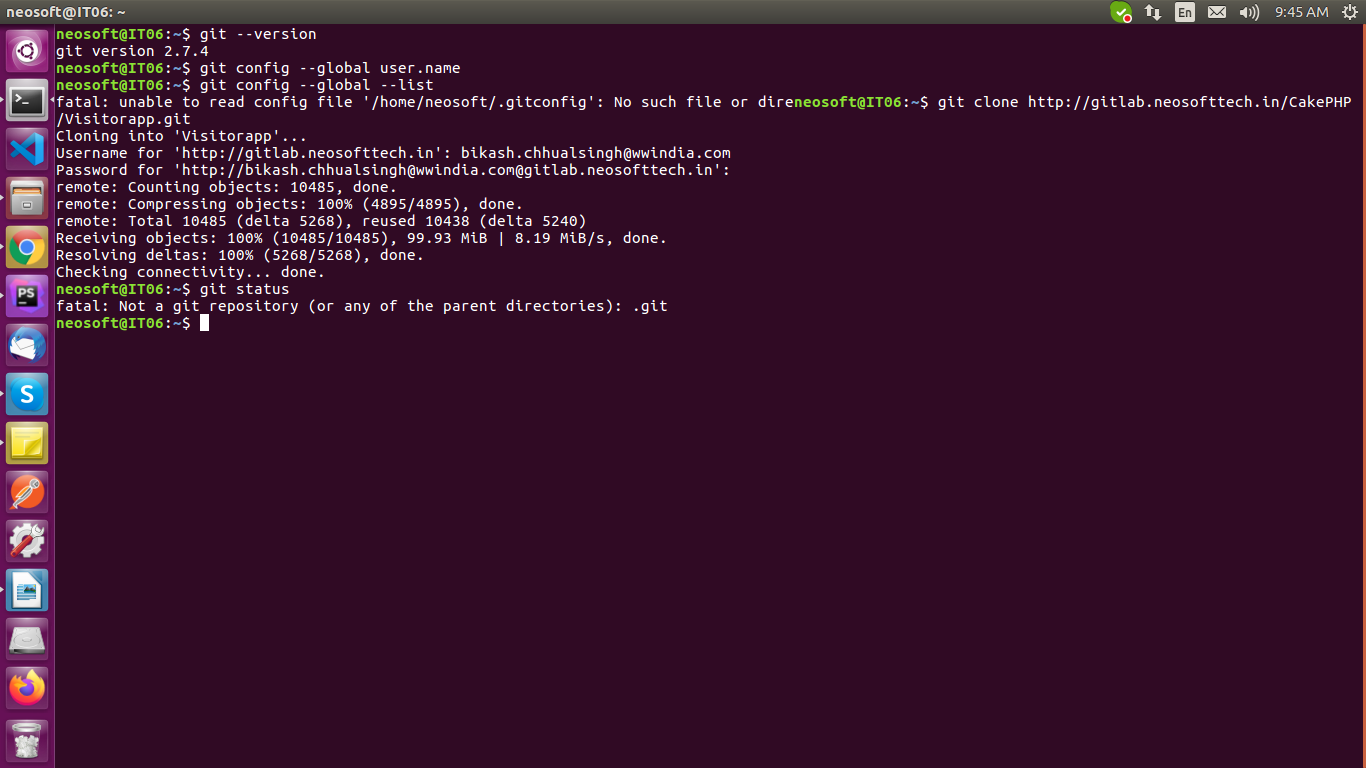 neosoft@IT06: ~
En
9:45 AM
neosoft@IT06:~$ git --version
git version 2.7.4
neosoft@IT06:~$ git config --global user.name
neosoft@IT06:~$ git config --global --list
fatal: unable to read config file '/home/neosoft/.gitconfig': No such file or direneosoft@IT06:~$ git clone http://gitlab.neosofttech.in/CakePHP
/Visitorapp.git
Cloning into 'Visitorapp'...
Username for 'http://gitlab.neosofttech.in': bikash.chhualsingh@wwindia.com
Password for 'http://bikash.chhualsingh@wwindia.com@gitlab.neosofttech.in':
remote: Counting objects: 10485, done.
remote: Compressing objects: 100% (4895/4895), done.
remote: Total 10485 (delta 5268), reused 10438 (delta 5240)
Receiving objects: 100% (10485/10485), 99.93 MiB | 8.19 MiB/s, done.
Resolving deltas: 100% (5268/5268), done.
Checking connectivity... done.
neosoft@IT06:~$ git status
fatal: Not a git repository (or any of the parent directories): .git
neosoft@IT06:~$
>_
PS
S